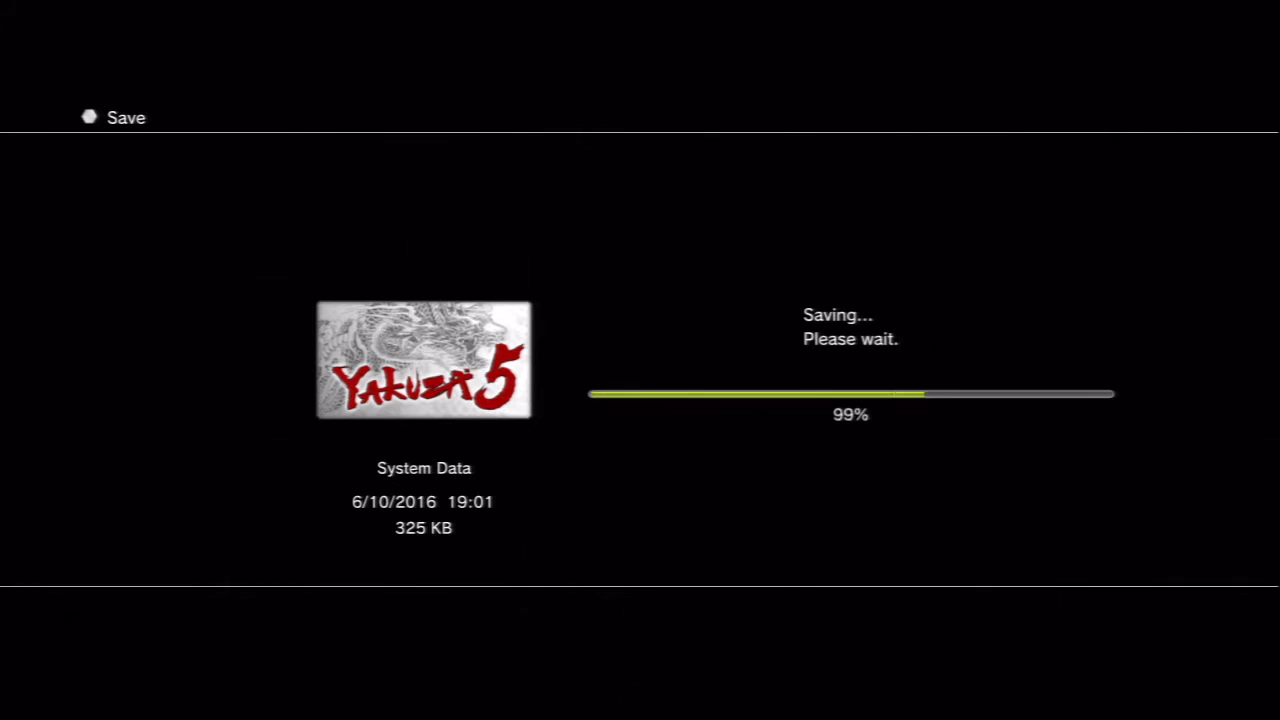 Save
YAKUZA 5
Saving...
Please wait.
99%
System Data
6/10/2016 19:01
325 KB